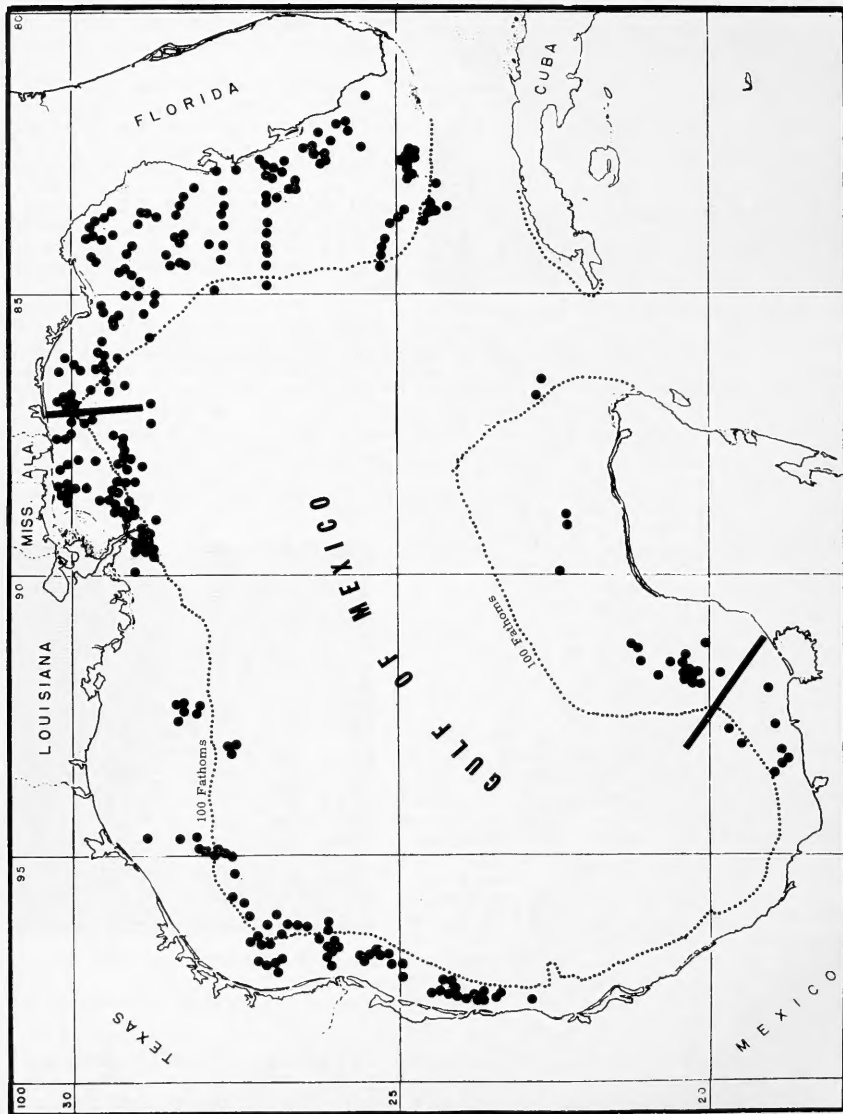 80
FLORIDA
CUBA
85
ALA.
MISS.
GULF OF MEXICO
90
100 Fathoms
LOUISIANA
100 Fathoms
95
TEXAS
MEXICO
100
30
25
20